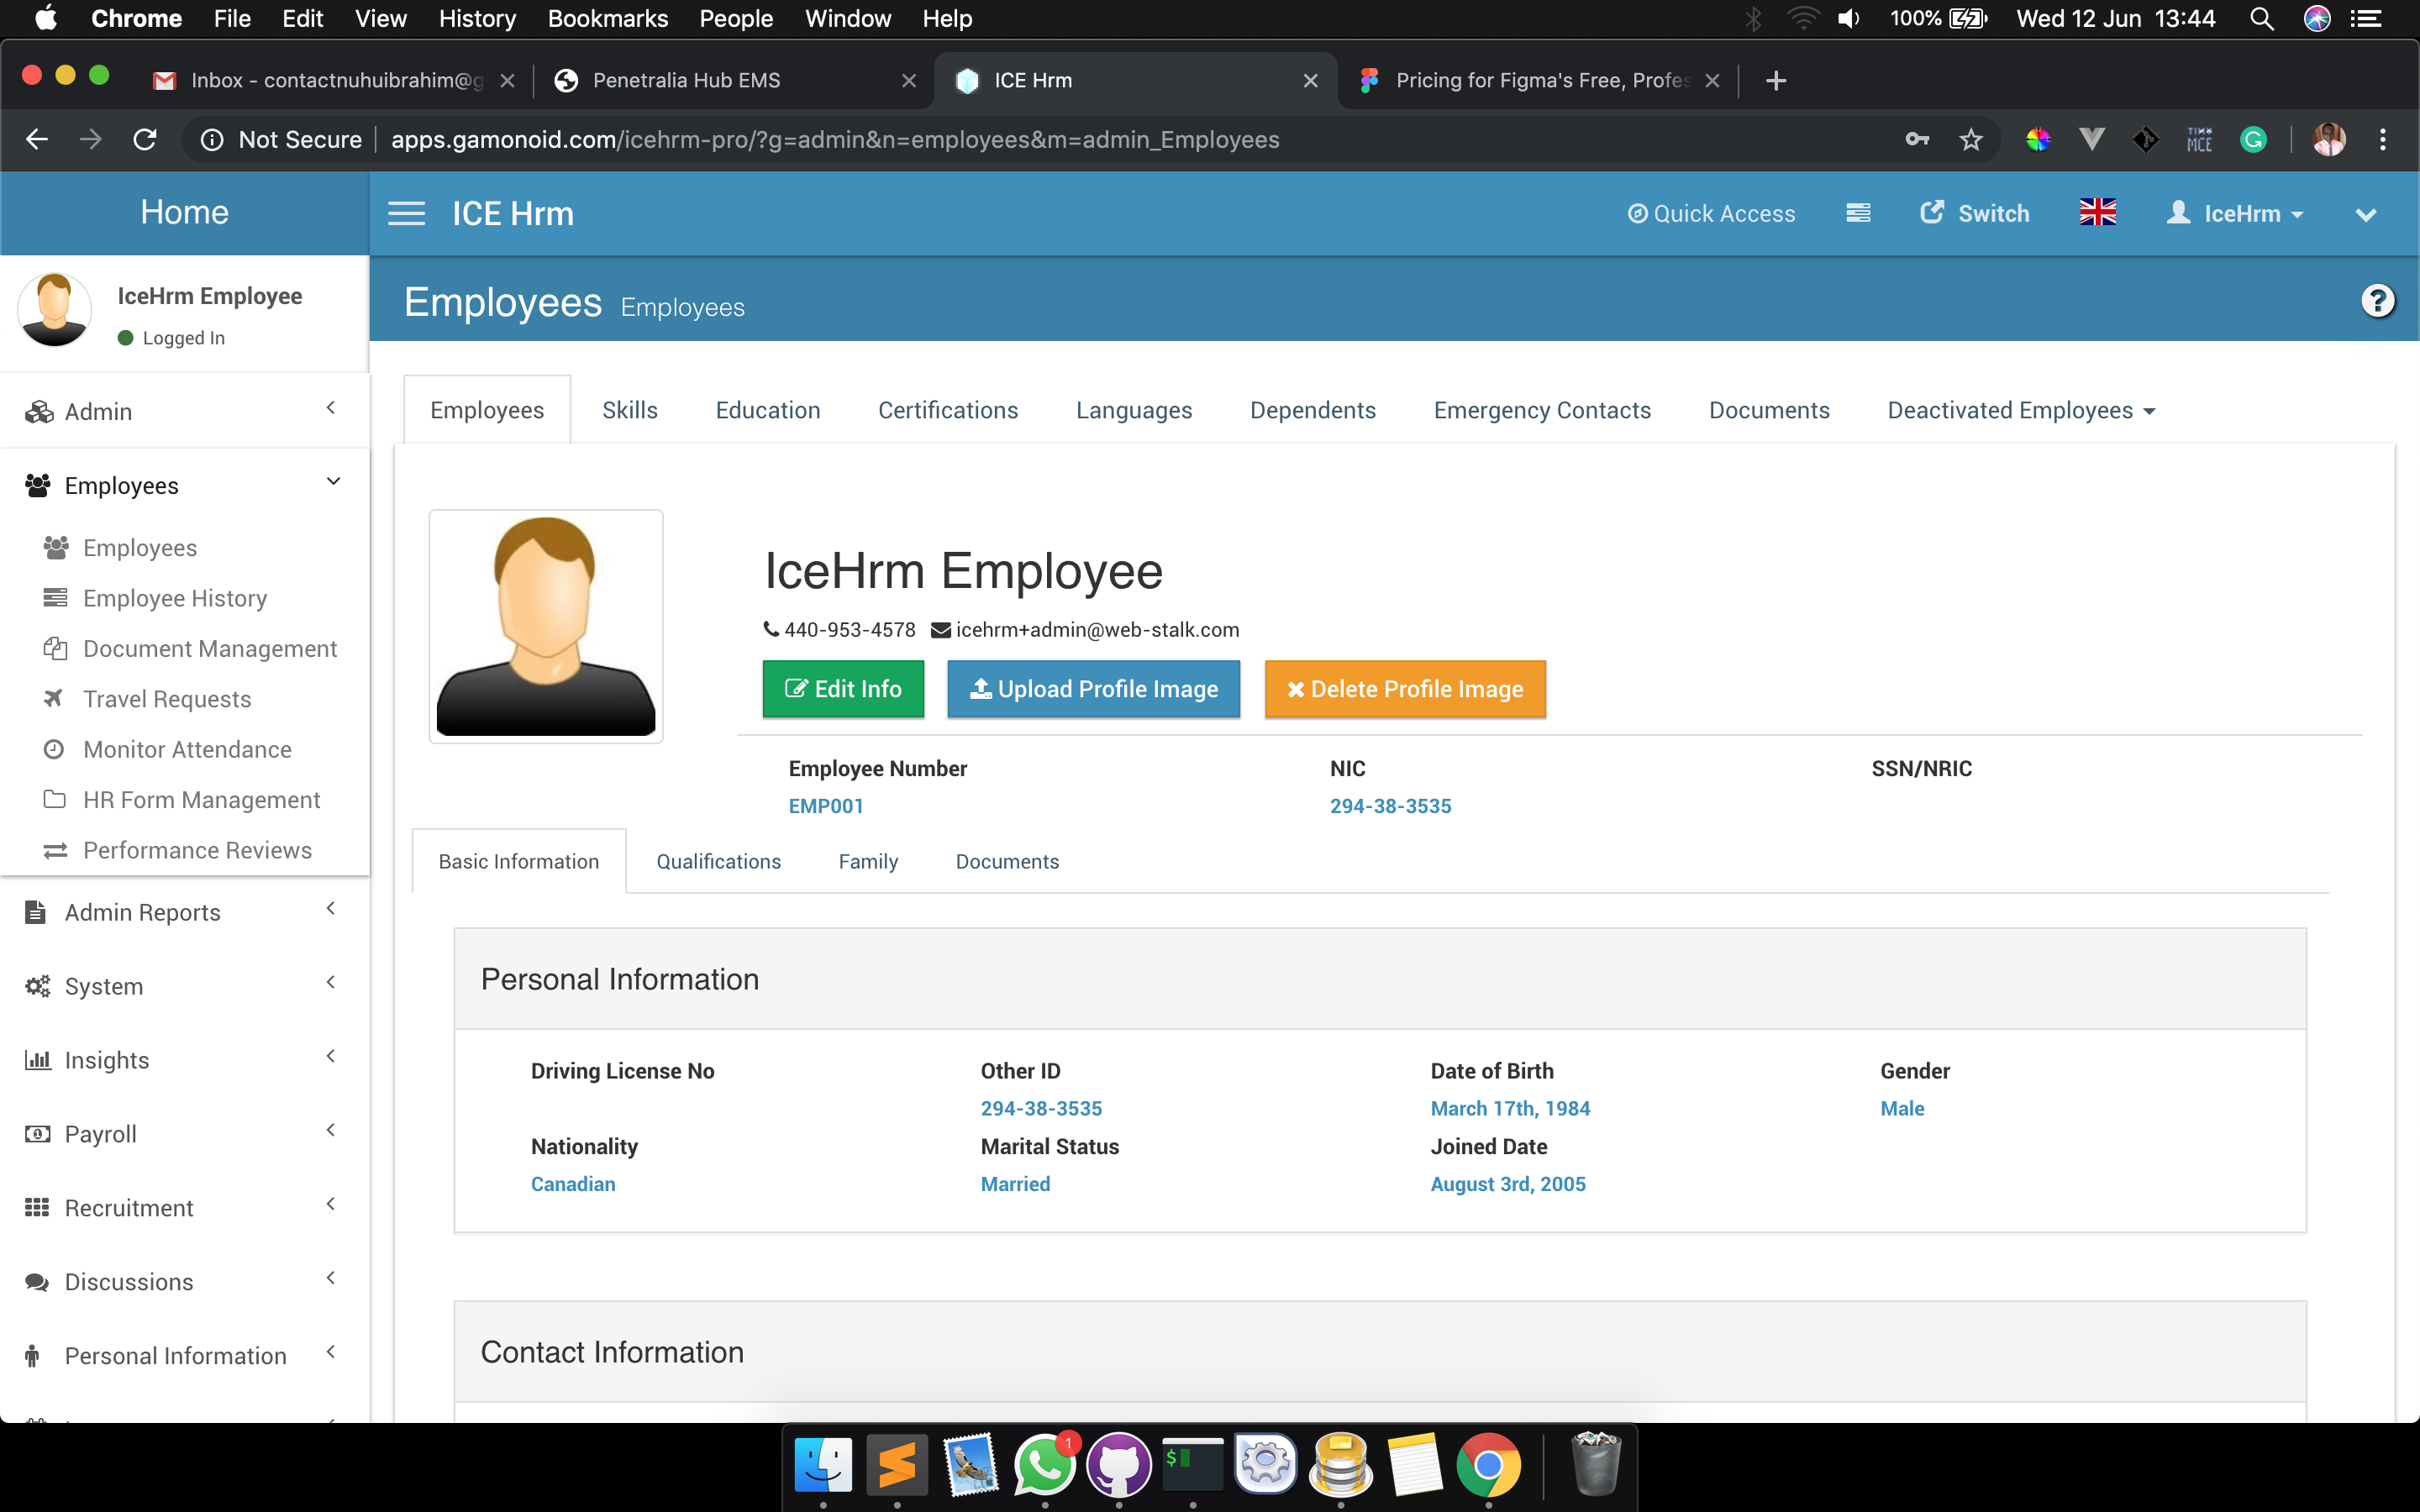 Chrome File Edit View History Bookmarks People Window Help 100% Wed 12 Jun 13:44
Inbox - contactnuhuibrahim@g Penetralia Hub EMS ICE Hrm Pricing for Figma's Free, Profes
Not Secure apps.gamonoid.com/icehrm-pro/?g=admin&n=employees&m=admin_Employees
TINY MCE
Home ICE Hrm Quick Access Switch IceHrm
IceHrm Employee
Logged In
Employees Employees
Admin
Employees
Employees
Employee History
Document Management
Travel Requests
Monitor Attendance
HR Form Management
Performance Reviews
Admin Reports
System
Insights
Payroll
Recruitment
Discussions
Personal Information
Employees Skills Education Certifications Languages Dependents Emergency Contacts Documents Deactivated Employees
IceHrm Employee
440-953-4578 icehrm+admin@web-stalk.com
Edit Info Upload Profile Image Delete Profile Image
Employee Number NIC SSN/NRIC
EMP001 294-38-3535
Basic Information Qualifications Family Documents
Personal Information
Driving License No Other ID Date of Birth Gender
294-38-3535 March 17th, 1984 Male
Nationality Marital Status Joined Date
Canadian Married August 3rd, 2005
Contact Information
1
$